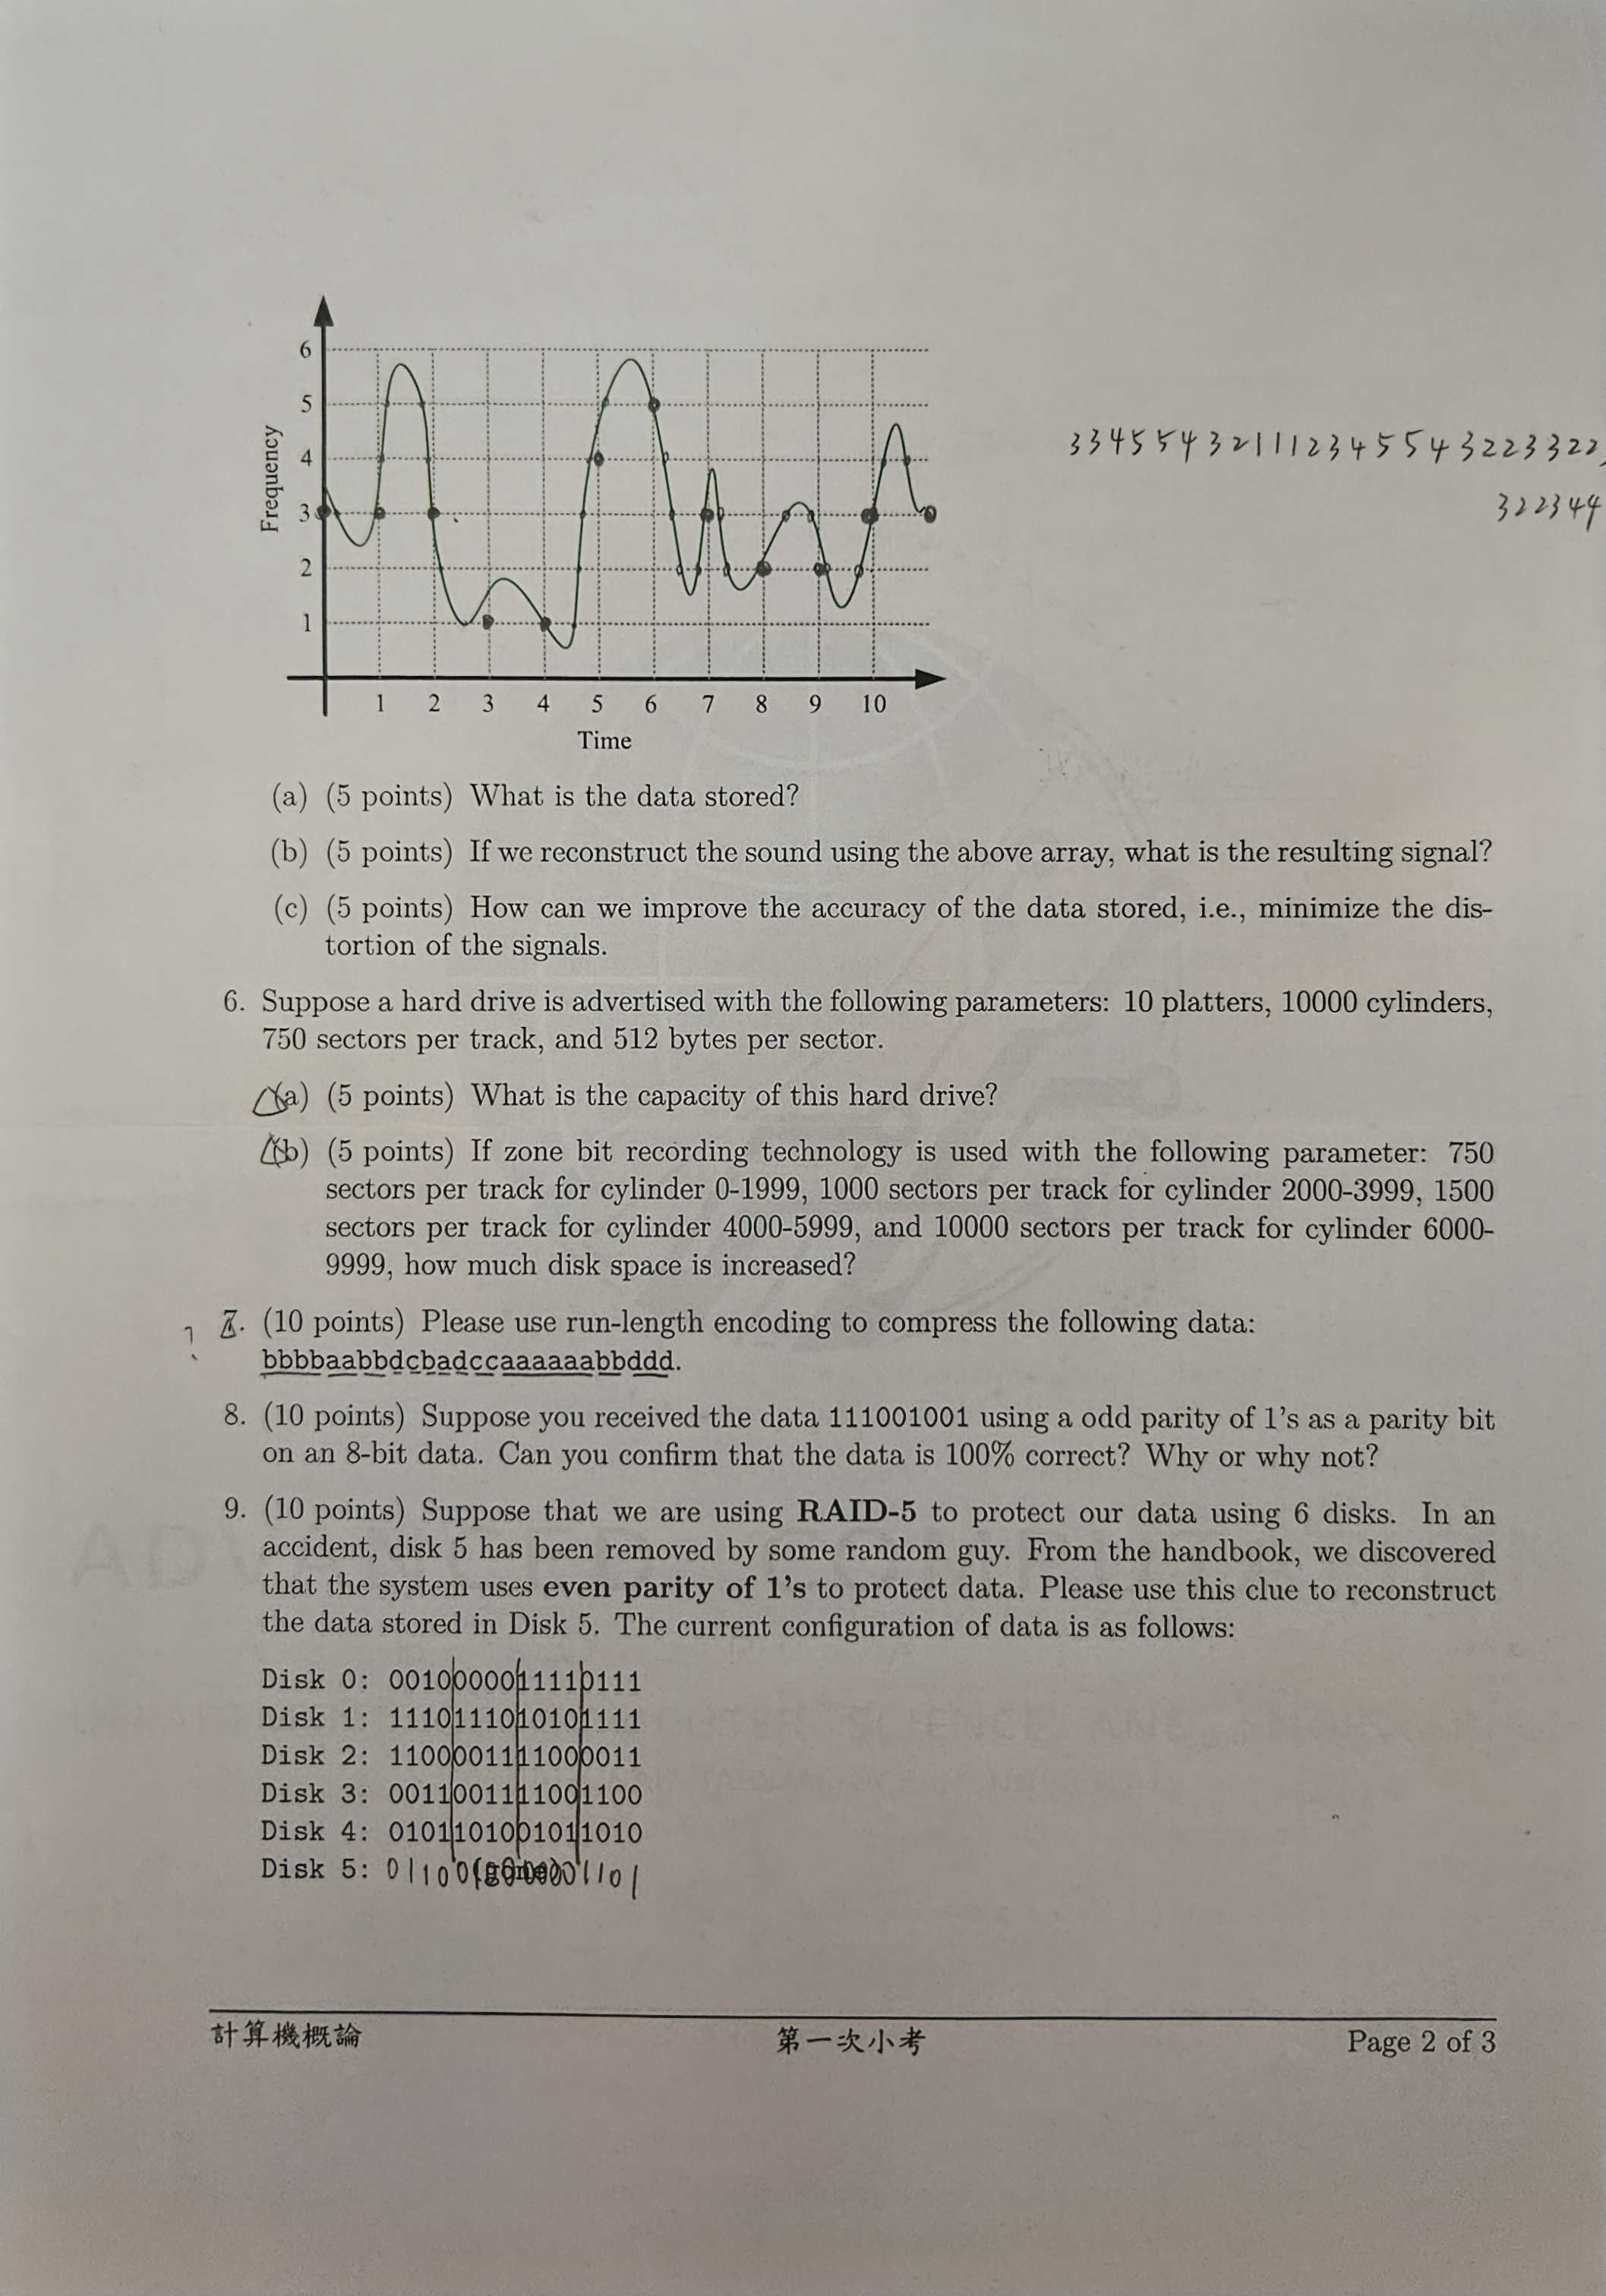 6
5
4
3
2
1
Frequency
1 2 3 4 5 6 7 8 9 10
Time
334554321112345543223322
322344
(a) (5 points) What is the data stored?
(b) (5 points) If we reconstruct the sound using the above array, what is the resulting signal?
(c) (5 points) How can we improve the accuracy of the data stored, i.e., minimize the dis-
tortion of the signals.
6. Suppose a hard drive is advertised with the following parameters: 10 platters, 10000 cylinders,
750 sectors per track, and 512 bytes per sector.
(a) (5 points) What is the capacity of this hard drive?
(b) (5 points) If zone bit recording technology is used with the following parameter: 750
sectors per track for cylinder 0-1999, 1000 sectors per track for cylinder 2000-3999, 1500
sectors per track for cylinder 4000-5999, and 10000 sectors per track for cylinder 6000-
9999, how much disk space is increased?
7. (10 points) Please use run-length encoding to compress the following data:
bbbbaabbdcbadccaaaaaabbddd.
8. (10 points) Suppose you received the data 111001001 using a odd parity of 1's as a parity bit
on an 8-bit data. Can you confirm that the data is 100% correct? Why or why not?
9. (10 points) Suppose that we are using RAID-5 to protect our data using 6 disks. In an
accident, disk 5 has been removed by some random guy. From the handbook, we discovered
that the system uses even parity of 1's to protect data. Please use this clue to reconstruct
the data stored in Disk 5. The current configuration of data is as follows:
Disk 0: 0010000011110111
Disk 1: 1110111010101111
Disk 2: 1100001111000011
Disk 3: 0011001111001100
Disk 4: 0101101001011010
Disk 5: (gone)
計算機概論 第一次小考 Page 2 of 3